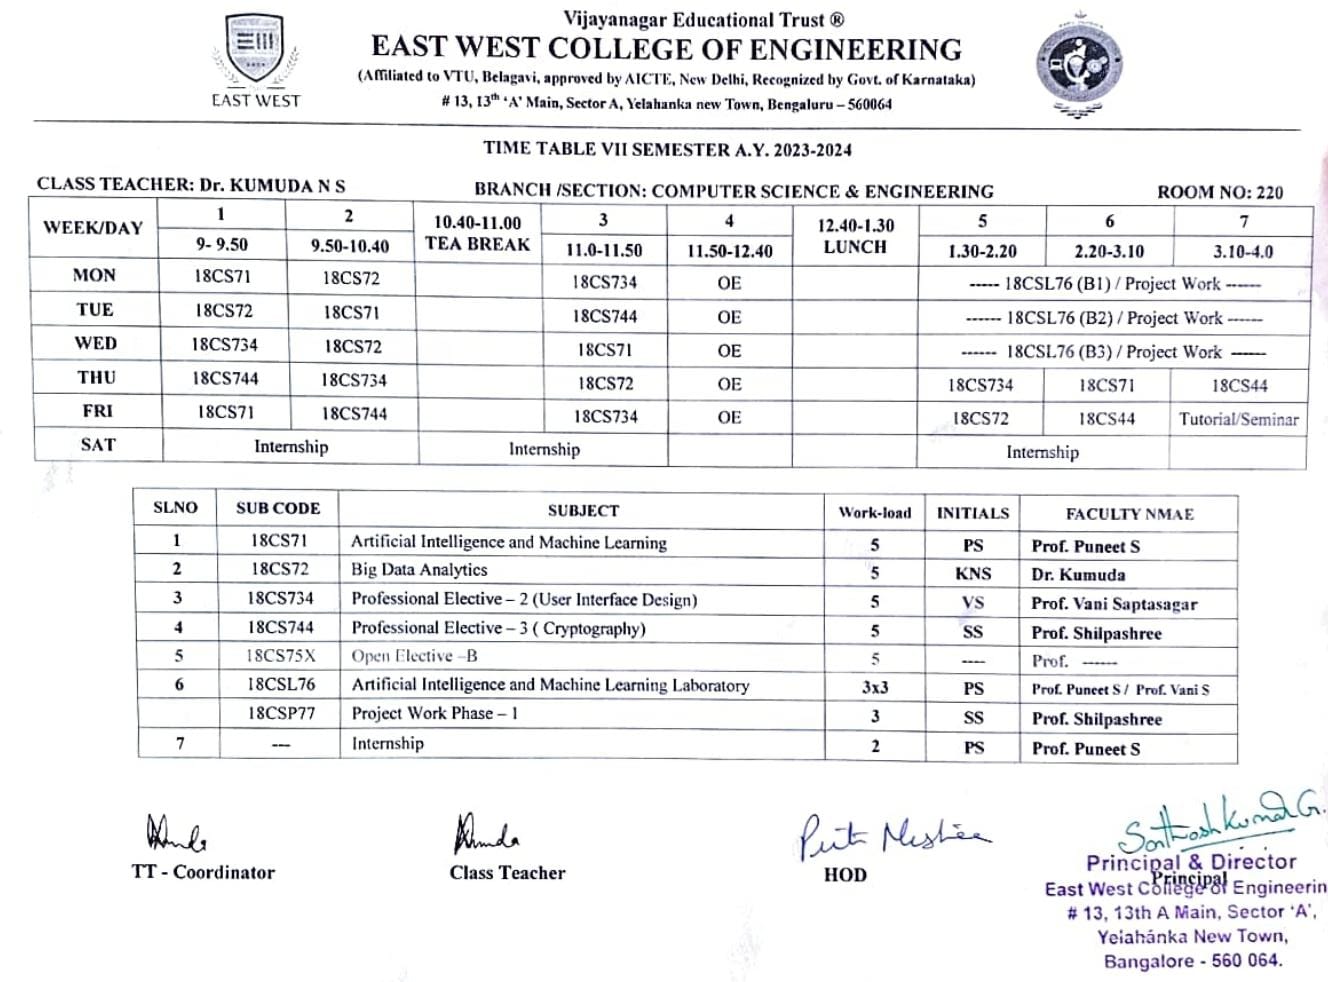 Vijayanagar Educational Trust ®
EAST WEST COLLEGE OF ENGINEERING
(Affiliated to VTU, Belagavi, approved by AICTE, New Delhi, Recognized by Govt. of Karnataka)
# 13, 13th 'A' Main, Sector A, Yelahanka new Town, Bengaluru – 560064
EAST WEST
TIME TABLE VII SEMESTER A.Y. 2023-2024
CLASS TEACHER: Dr. KUMUDA N S BRANCH /SECTION: COMPUTER SCIENCE & ENGINEERING ROOM NO: 220
WEEK/DAY 1 2 10.40-11.00 TEA BREAK 3 4 12.40-1.30 LUNCH 5 6 7
9- 9.50 9.50-10.40 11.0-11.50 11.50-12.40 1.30-2.20 2.20-3.10 3.10-4.0
MON 18CS71 18CS72 18CS734 OE ----- 18CSL76 (B1) / Project Work ------
TUE 18CS72 18CS71 18CS744 OE ------ 18CSL76 (B2) / Project Work ------
WED 18CS734 18CS72 18CS71 OE ------ 18CSL76 (B3) / Project Work ------
THU 18CS744 18CS734 18CS72 OE 18CS734 18CS71 18CS44
FRI 18CS71 18CS744 18CS734 OE 18CS72 18CS44 Tutorial/Seminar
SAT Internship Internship Internship
SLNO SUB CODE SUBJECT Work-load INITIALS FACULTY NMAE
1 18CS71 Artificial Intelligence and Machine Learning 5 PS Prof. Puneet S
2 18CS72 Big Data Analytics 5 KNS Dr. Kumuda
3 18CS734 Professional Elective – 2 (User Interface Design) 5 VS Prof. Vani Saptasagar
4 18CS744 Professional Elective – 3 ( Cryptography) 5 SS Prof. Shilpashree
5 18CS75X Open Elective –B 5 ---- Prof. ------
6 18CSL76 Artificial Intelligence and Machine Learning Laboratory 3x3 PS Prof. Puneet S / Prof. Vani S
18CSP77 Project Work Phase – 1 3 SS Prof. Shilpashree
7 --- Internship 2 PS Prof. Puneet S
Santhosh Kumar G.
TT - Coordinator Class Teacher HOD Principal
Principal & Director
East West College of Engineerin
# 13, 13th A Main, Sector 'A',
Yelahanka New Town,
Bangalore - 560 064.